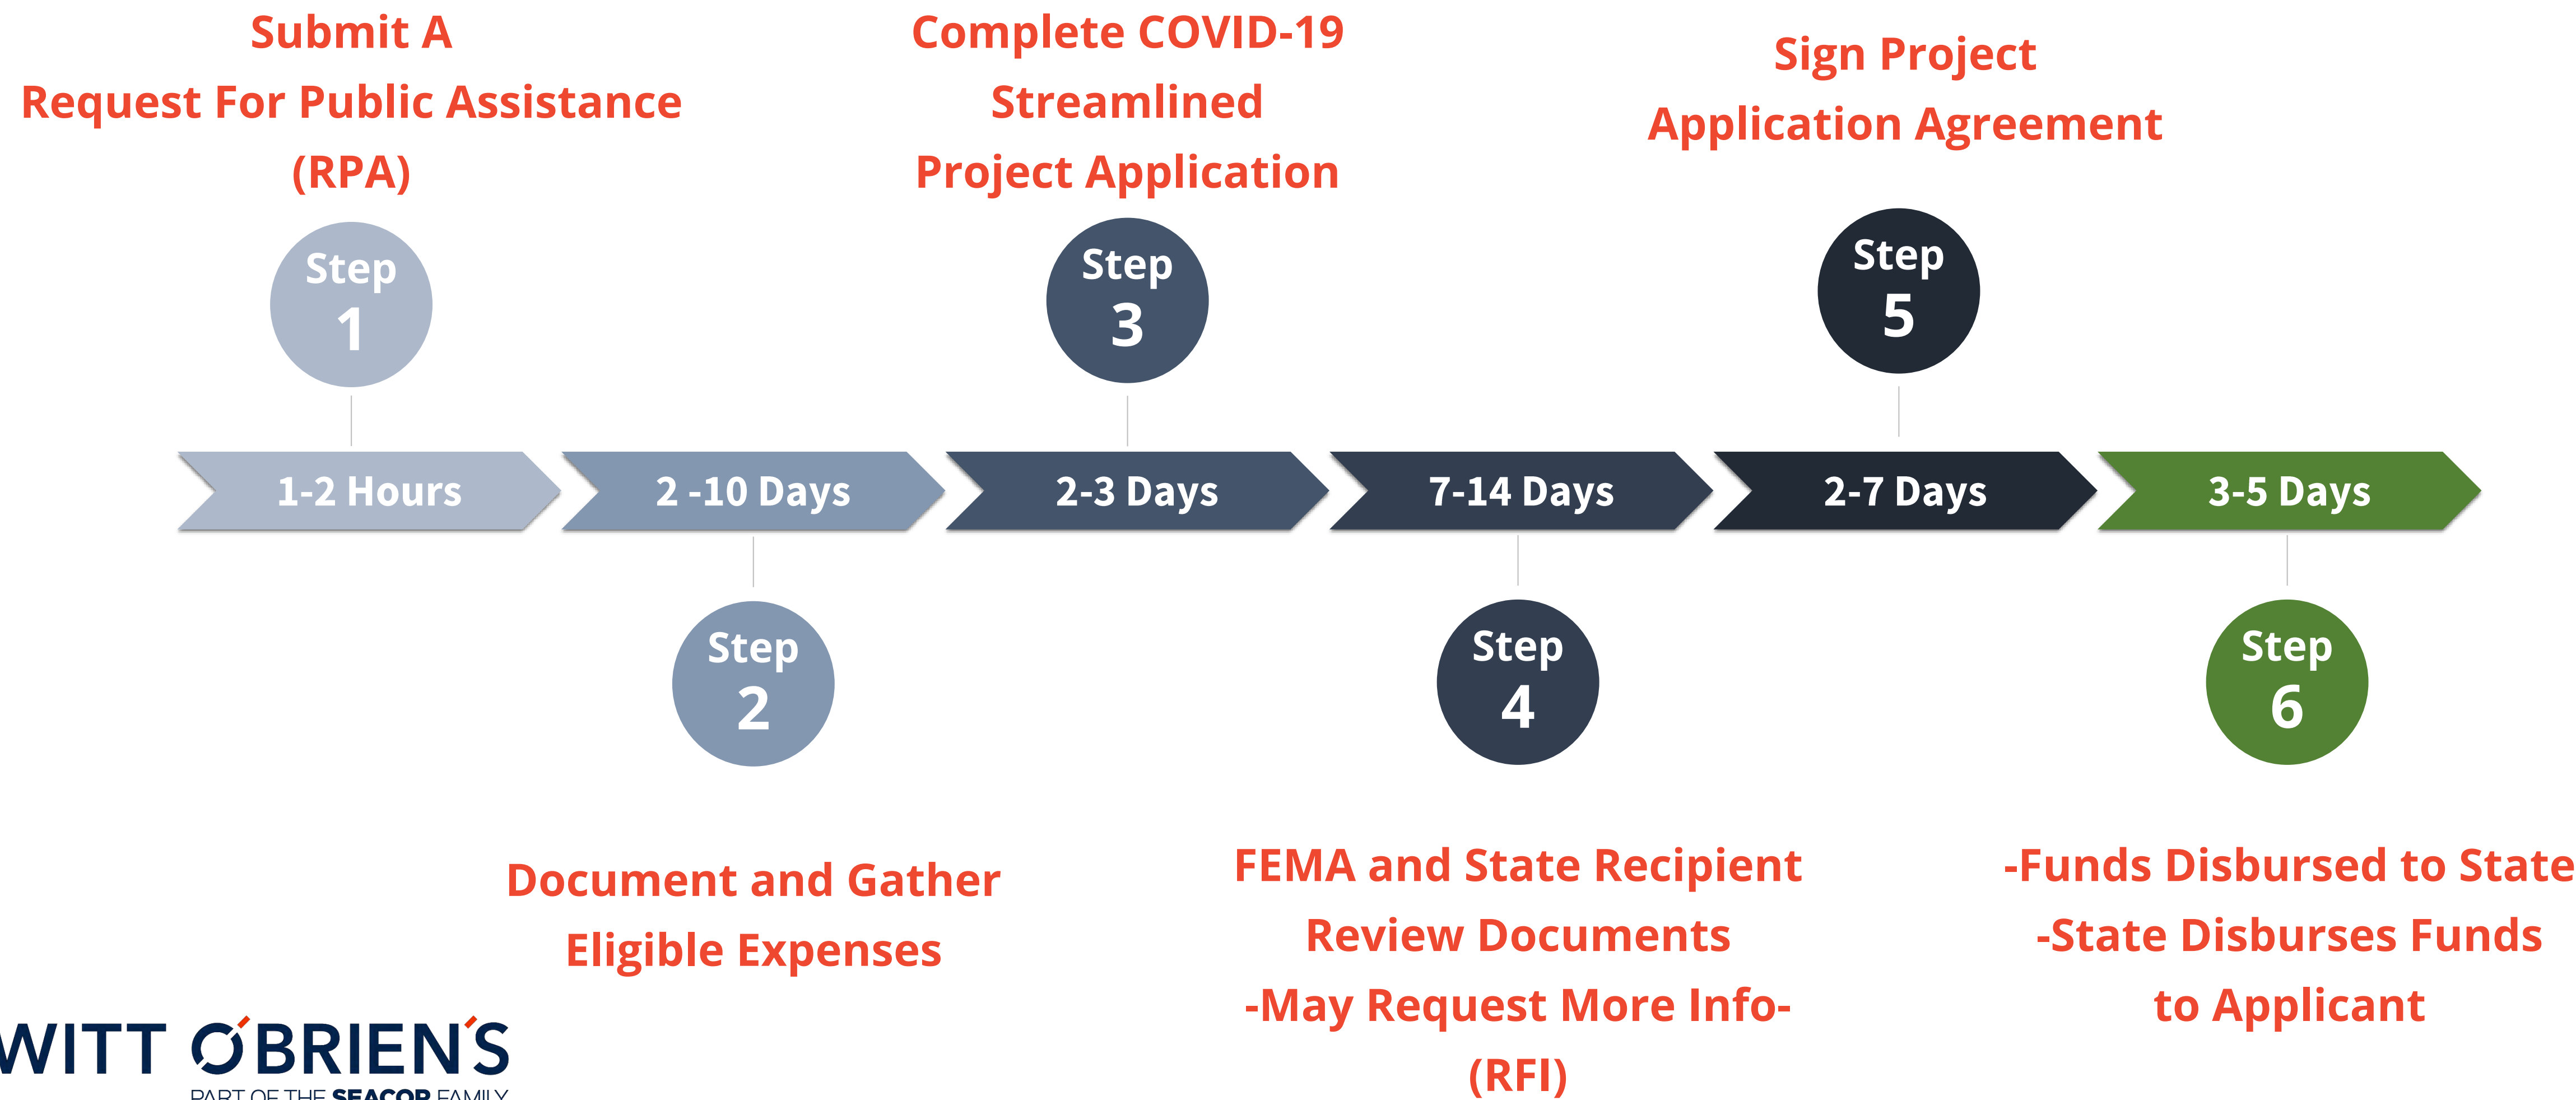 Submit A
Request For Public Assistance
(RPA)
Complete COVID-19
Streamlined
Project Application
Sign Project
Application Agreement
Step
1
Step
3
Step
5
1-2 Hours
2 -10 Days
2-3 Days
7-14 Days
2-7 Days
3-5 Days
Step
2
Step
4
Step
6
Document and Gather
Eligible Expenses
FEMA and State Recipient
Review Documents
-May Request More Info-
(RFI)
-Funds Disbursed to State
-State Disburses Funds
to Applicant
WITT O'BRIEN'S
PART OF THE SEACOR FAMILY